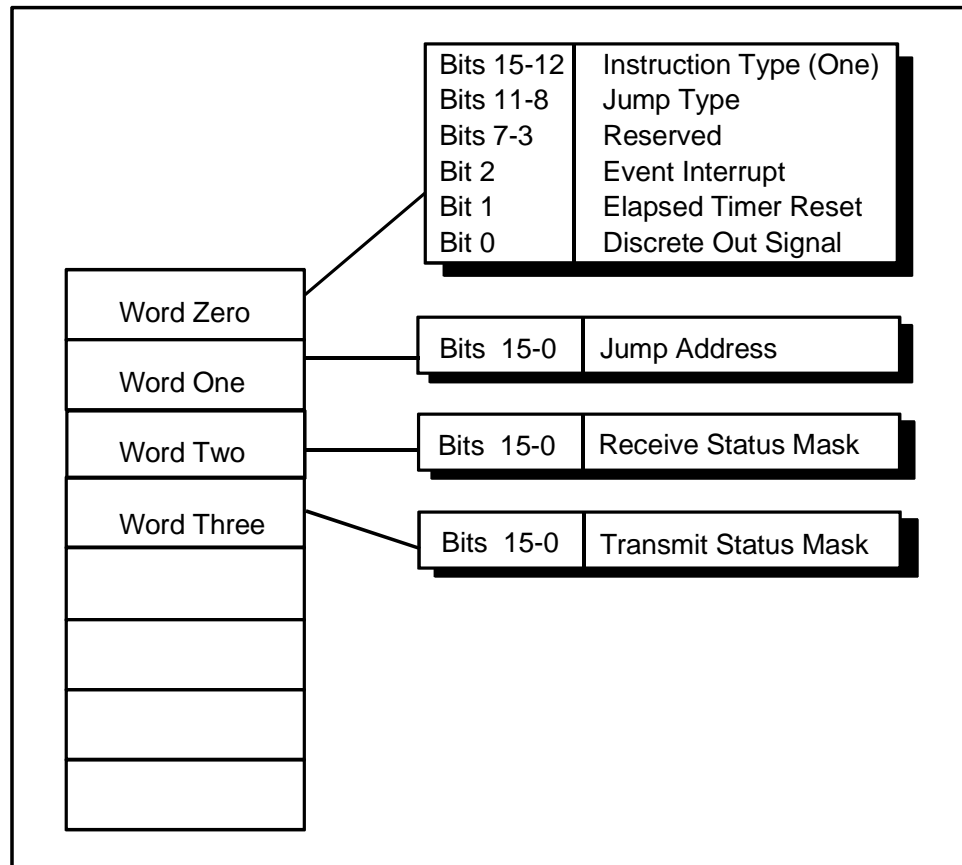 Bits 15-12 Instruction Type (One)
Bits 11-8 Jump Type
Bits 7-3 Reserved
Bit 2 Event Interrupt
Bit 1 Elapsed Timer Reset
Bit 0 Discrete Out Signal
Word Zero
Bits 15-0 Jump Address
Word One
Bits 15-0 Receive Status Mask
Word Two
Word Three
Bits 15-0 Transmit Status Mask